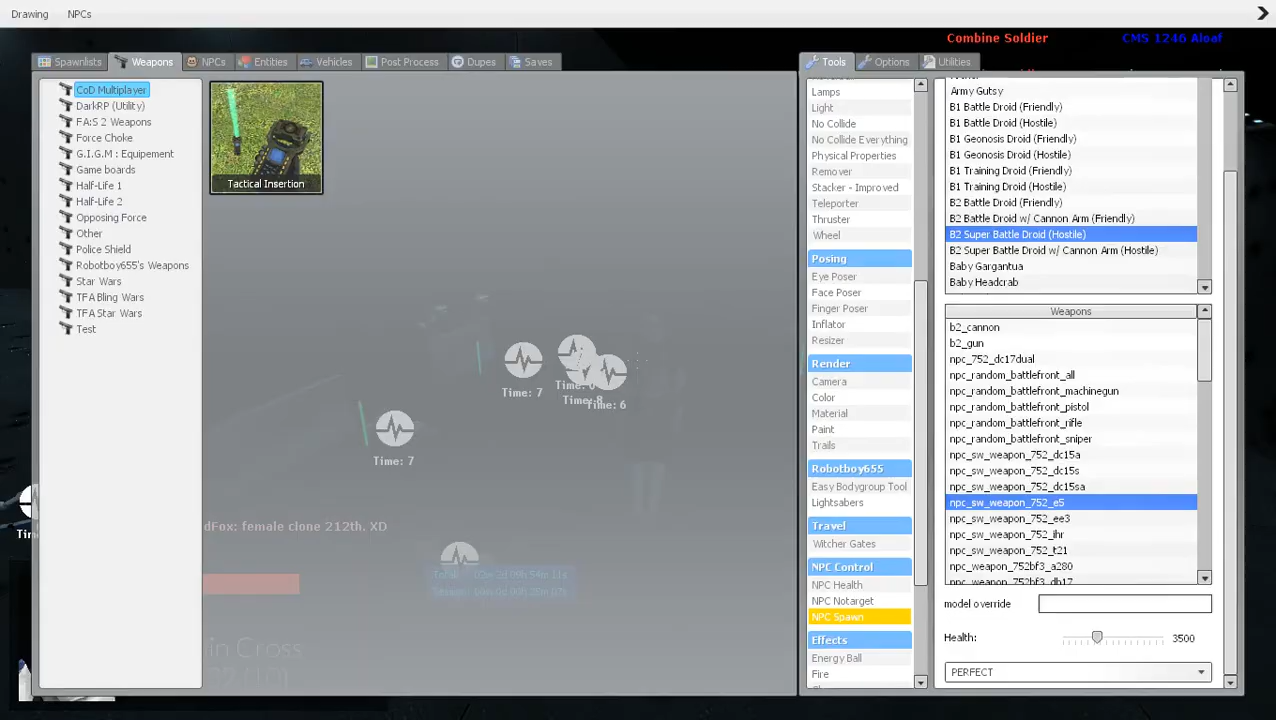 Drawing NPCs
Combine Soldier CMS 1246 Aloaf
Spawnlists Weapons NPCs Entities Vehicles Post Process Dupes Saves
CoD Multiplayer
DarkRP (Utility)
FA:S 2 Weapons
Force Choke
G.I.G.M : Equipement
Game boards
Half-Life 1
Half-Life 2
Opposing Force
Other
Police Shield
Robotboy655's Weapons
Star Wars
TFA Bling Wars
TFA Star Wars
Test
Tactical Insertion
Time: 7
Time: 8
Time: 6
Time: 7
dFox: female clone 212th. XD
in Cross
Tools Options Utilities
Lamps
Light
No Collide
No Collide Everything
Physical Properties
Remover
Stacker - Improved
Teleporter
Thruster
Wheel
Posing
Eye Poser
Face Poser
Finger Poser
Inflator
Resizer
Render
Camera
Color
Material
Paint
Trails
Robotboy655
Easy Bodygroup Tool
Lightsabers
Travel
Witcher Gates
NPC Control
NPC Health
NPC Notarget
NPC Spawn
Effects
Energy Ball
Fire
Army Gutsy
B1 Battle Droid (Friendly)
B1 Battle Droid (Hostile)
B1 Geonosis Droid (Friendly)
B1 Geonosis Droid (Hostile)
B1 Training Droid (Friendly)
B1 Training Droid (Hostile)
B2 Battle Droid (Friendly)
B2 Battle Droid w/ Cannon Arm (Friendly)
B2 Super Battle Droid (Hostile)
B2 Super Battle Droid w/ Cannon Arm (Hostile)
Baby Gargantua
Baby Headcrab
Weapons
b2_cannon
b2_gun
npc_752_dc17dual
npc_random_battlefront_all
npc_random_battlefront_machinegun
npc_random_battlefront_pistol
npc_random_battlefront_rifle
npc_random_battlefront_sniper
npc_sw_weapon_752_dc15a
npc_sw_weapon_752_dc15s
npc_sw_weapon_752_dc15sa
npc_sw_weapon_752_e5
npc_sw_weapon_752_ee3
npc_sw_weapon_752_ihr
npc_sw_weapon_752_t21
npc_weapon_752bf3_a280
npc_weapon_752bf3_dh17
model override
Health: 3500
PERFECT